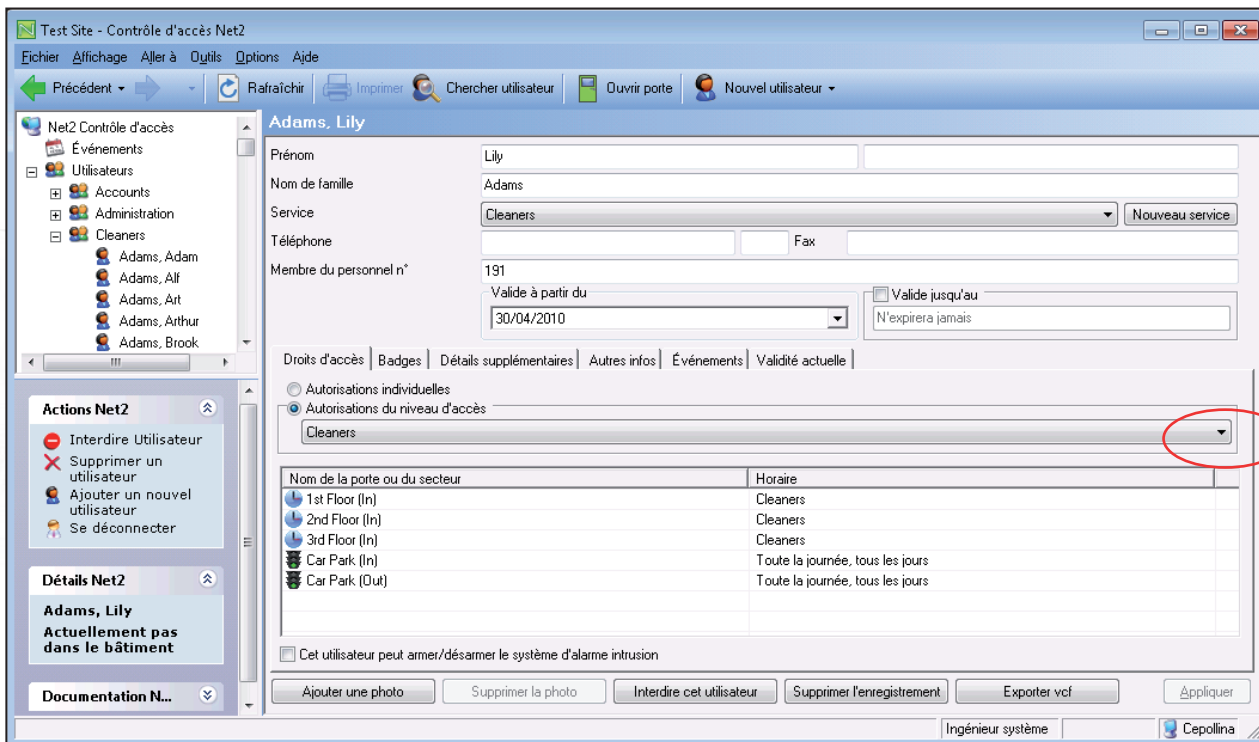 Test Site - Contrôle d'accès Net2
Fichier Affichage Aller à Outils Options Aide
Précédent Rafraîchir Imprimer Chercher utilisateur Ouvrir porte Nouvel utilisateur
Net2 Contrôle d'accès
Événements
Utilisateurs
Accounts
Administration
Cleaners
Adams, Adam
Adams, Alf
Adams, Art
Adams, Arthur
Adams, Brook
Actions Net2
Interdire Utilisateur
Supprimer un
utilisateur
Ajouter un nouvel
utilisateur
Se déconnecter
Détails Net2
Adams, Lily
Actuellement pas
dans le bâtiment
Documentation N...
Adams, Lily
Prénom Lily
Nom de famille Adams
Service Cleaners Nouveau service
Téléphone Fax
Membre du personnel n° 191
Valide à partir du Valide jusqu'au
30/04/2010 N'expirera jamais
Droits d'accès Badges Détails supplémentaires Autres infos Événements Validité actuelle
Autorisations individuelles
Autorisations du niveau d'accès
Cleaners
Nom de la porte ou du secteur Horaire
1st Floor (In) Cleaners
2nd Floor (In) Cleaners
3rd Floor (In) Cleaners
Car Park (In) Toute la journée, tous les jours
Car Park (Out) Toute la journée, tous les jours
Cet utilisateur peut armer/désarmer le système d'alarme intrusion
Ajouter une photo Supprimer la photo Interdire cet utilisateur Supprimer l'enregistrement Exporter vcf Appliquer
Ingénieur système Cepollina